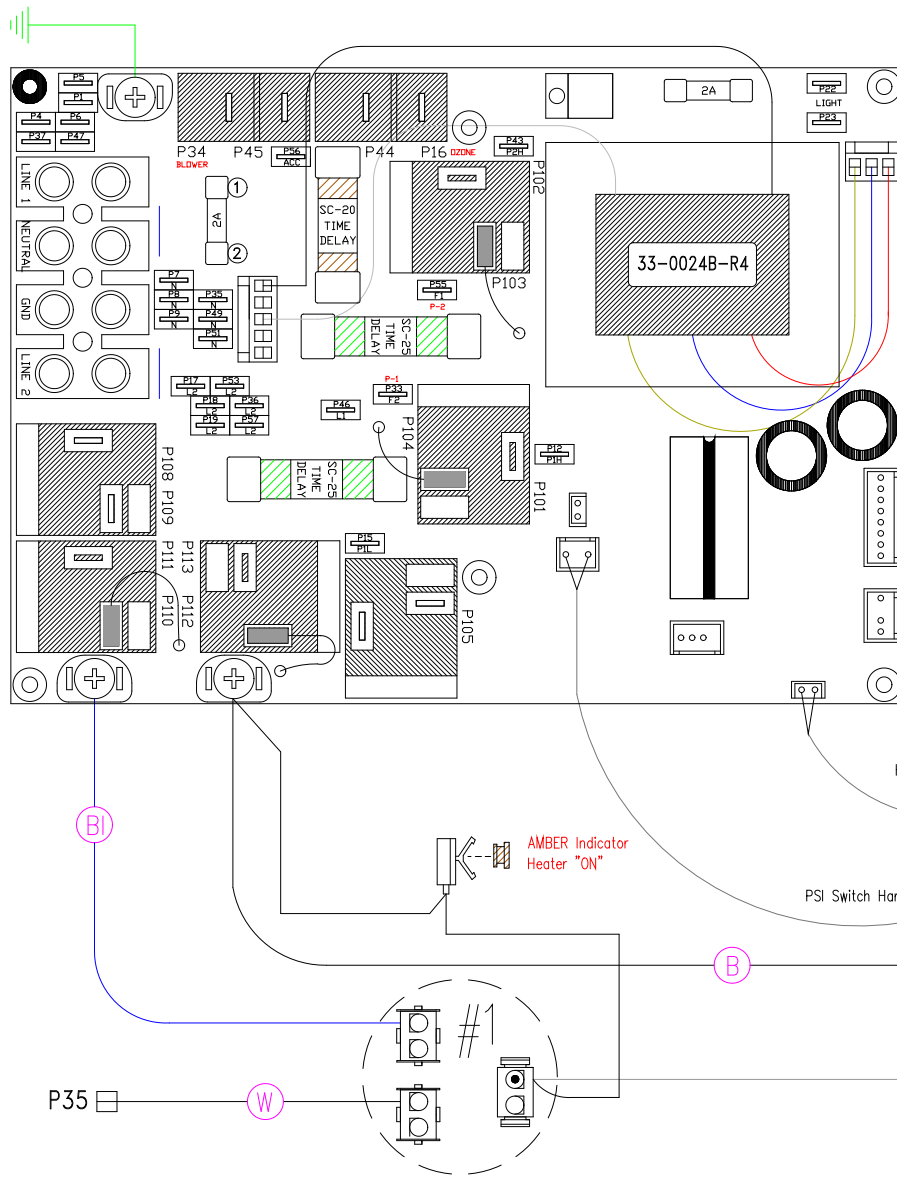 P5
P1
P4
P6
P37
P47
P34
BLOWER
P45
P56
ACC
P44
P16
OZONE
P43
P2H
2A
P22
LIGHT
P23
LINE 1
NEUTRAL
GND
LINE 2
1
2A
2
SC-20
TIME
DELAY
P102
P103
33-0024B-R4
P7
N
P8
N
P35
N
P9
N
P49
N
P51
N
P55
F1
P-2
SC-25
TIME
DELAY
P-1
P33
F2
P17
L2
P53
L2
P18
L2
P36
L2
P19
L2
P57
L2
P46
L1
P104
P101
P12
P1H
P108
P109
SC-25
TIME
DELAY
P15
P1L
P111
P110
P113
P112
P105
Bl
AMBER Indicator
Heater "ON"
PSI Switch Har
B
#1
P35
W